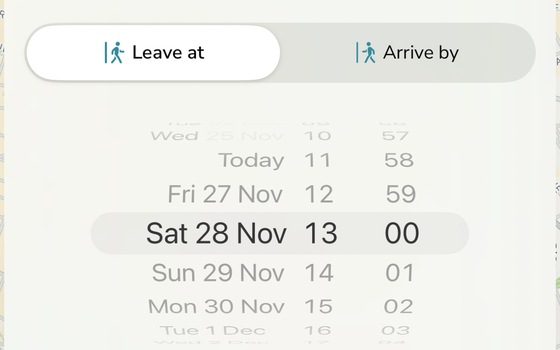 Leave at Arrive by
Wed 25 Nov 10 57
Today 11 58
Fri 27 Nov 12 59
Sat 28 Nov 13 00
Sun 29 Nov 14 01
Mon 30 Nov 15 02
Tue 1 Dec 16 03